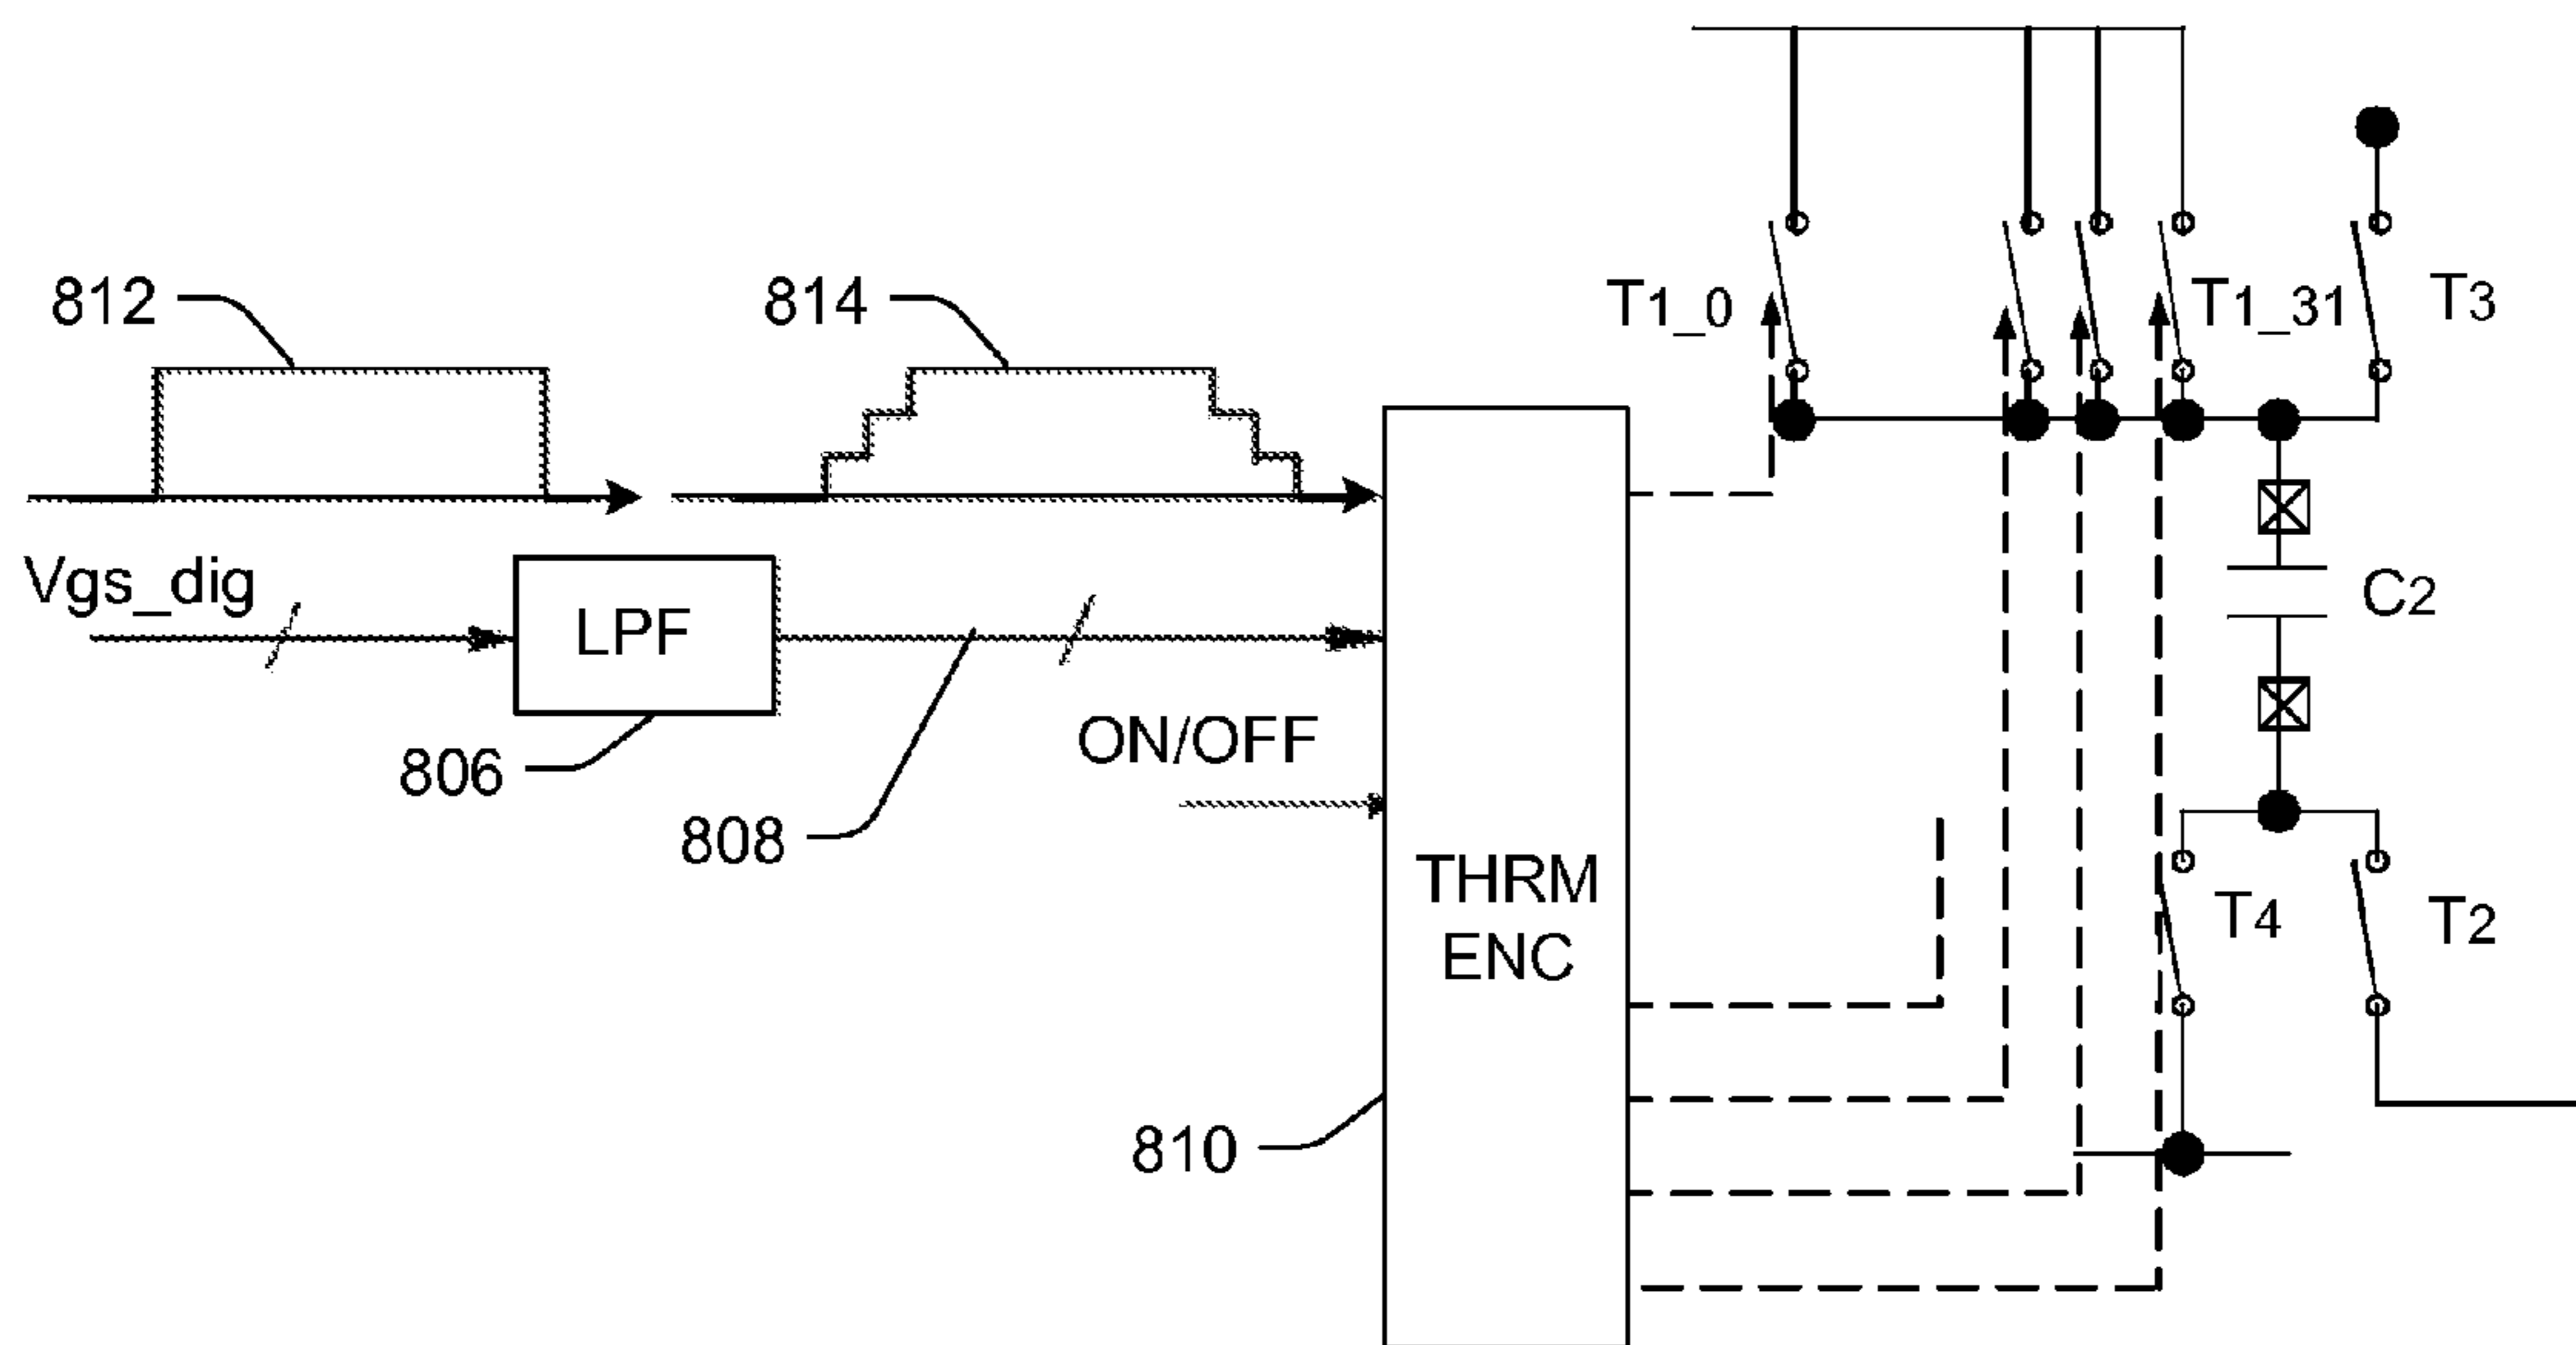 812
814
T1_0
T1_31
T3
Vgs_dig
LPF
C2
806
ON/OFF
808
THRM
ENC
T4
T2
810